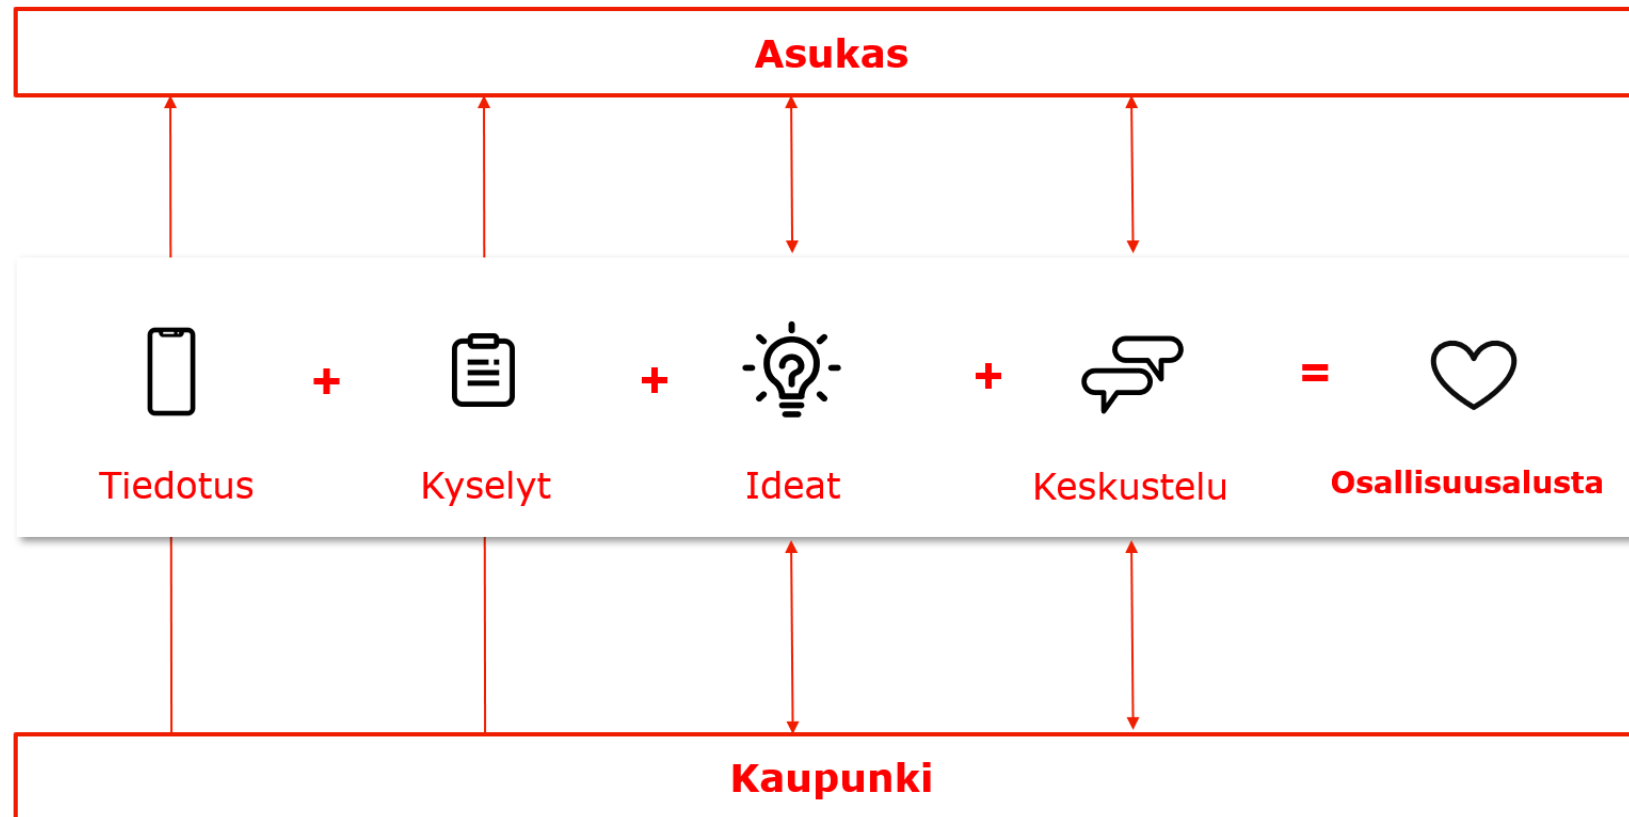 Asukas
+
+
+
=
Tiedotus
Kyselyt
Ideat
Keskustelu
Osallisuusalusta
Kaupunki